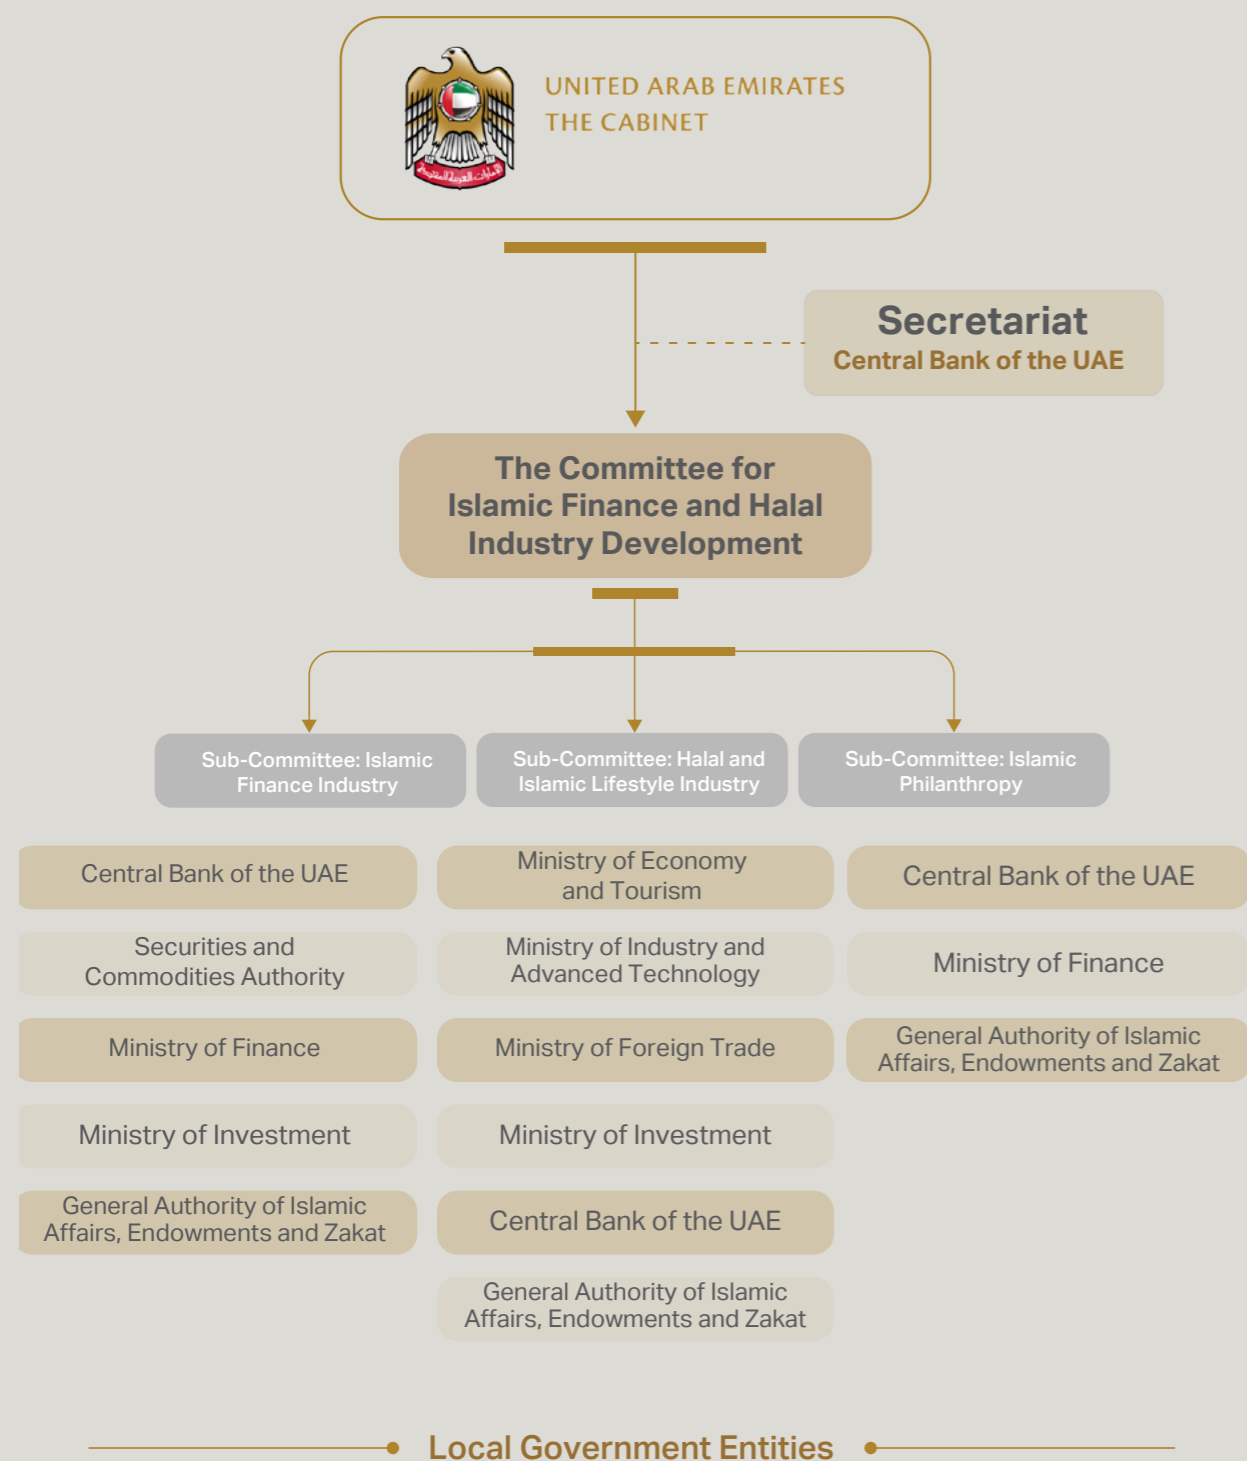 UNITED ARAB EMIRATES
THE CABINET
الإمارات العربية المتحدة
Secretariat
Central Bank of the UAE
The Committee for
Islamic Finance and Halal
Industry Development
Sub-Committee: Islamic
Finance Industry
Sub-Committee: Halal and
Islamic Lifestyle Industry
Sub-Committee: Islamic
Philanthropy
Central Bank of the UAE
Securities and
Commodities Authority
Ministry of Finance
Ministry of Investment
General Authority of Islamic
Affairs, Endowments and Zakat
Ministry of Economy
and Tourism
Ministry of Industry and
Advanced Technology
Ministry of Foreign Trade
Ministry of Investment
Central Bank of the UAE
General Authority of Islamic
Affairs, Endowments and Zakat
Central Bank of the UAE
Ministry of Finance
General Authority of Islamic
Affairs, Endowments and Zakat
Local Government Entities